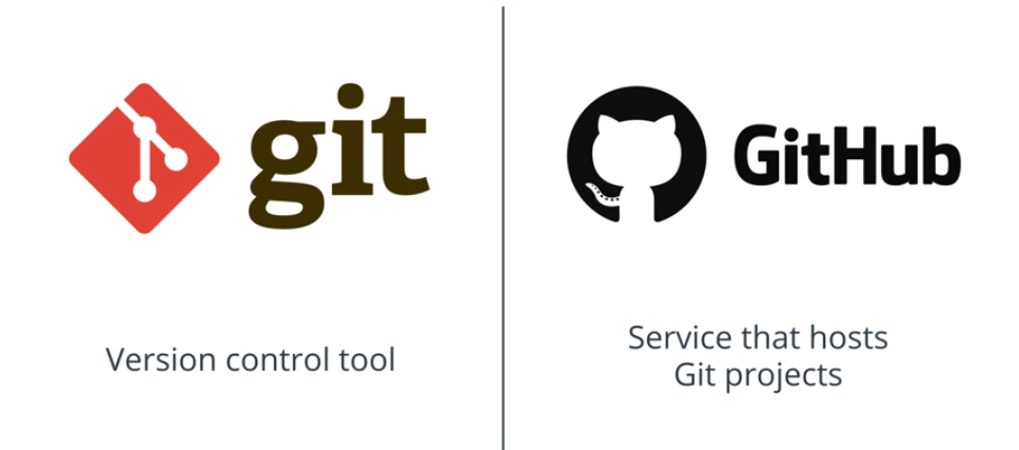 git
Version control tool
GitHub
Service that hosts
Git projects